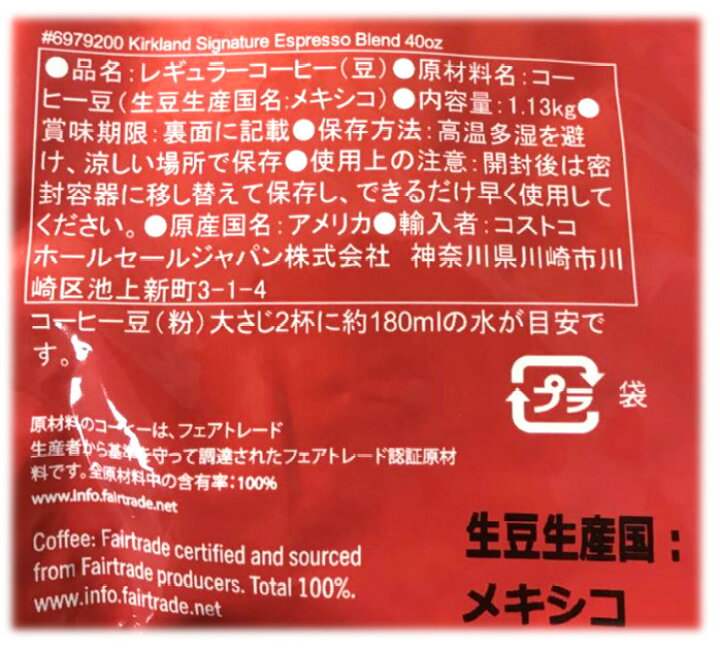 #6979200 Kirkland Signature Espresso Blend 40oz
●品名：レギュラーコーヒー（豆）●原材料名：コー
ヒー豆（生豆生産国名：メキシコ）●内容量：1.13kg●
賞味期限：裏面に記載●保存方法：高温多湿を避
け、涼しい場所で保存●使用上の注意：開封後は密
封容器に移し替えて保存し、できるだけ早く使用して
ください。●原産国名：アメリカ●輸入者：コストコ
ホールセールジャパン株式会社　神奈川県川崎市川
崎区池上新町3-1-4
コーヒー豆（粉）大さじ2杯に約180mlの水が目安で
す。
プラ 袋
原材料のコーヒーは、フェアトレード
生産者から基準を守って調達されたフェアトレード認証原材
料です。全原材料中の含有率：100%
www.info.fairtrade.net
Coffee: Fairtrade certified and sourced
from Fairtrade producers. Total 100%.
www.info.fairtrade.net
生豆生産国：
メキシコ